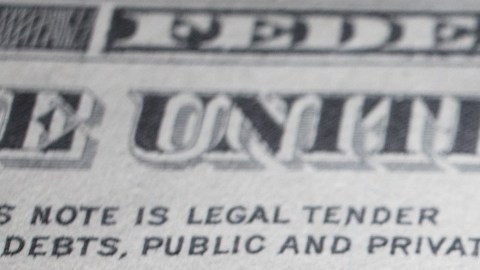 FEDE
E UNIT
S NOTE IS LEGAL TENDER
DEBTS, PUBLIC AND PRIVAT